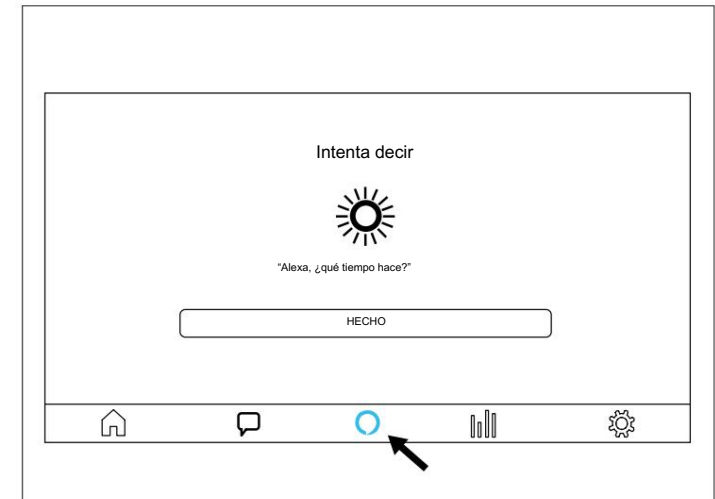 Intenta decir
“Alexa, ¿qué tiempo hace?”
HECHO